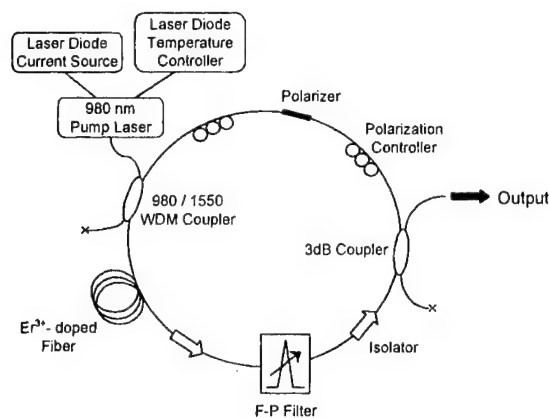 Laser Diode
Current Source
Laser Diode
Temperature
Controller
980 nm
Pump Laser
Polarizer
Polarization
Controller
980 / 1550
WDM Coupler
Output
3dB Coupler
Er³⁺- doped
Fiber
Isolator
F-P Filter